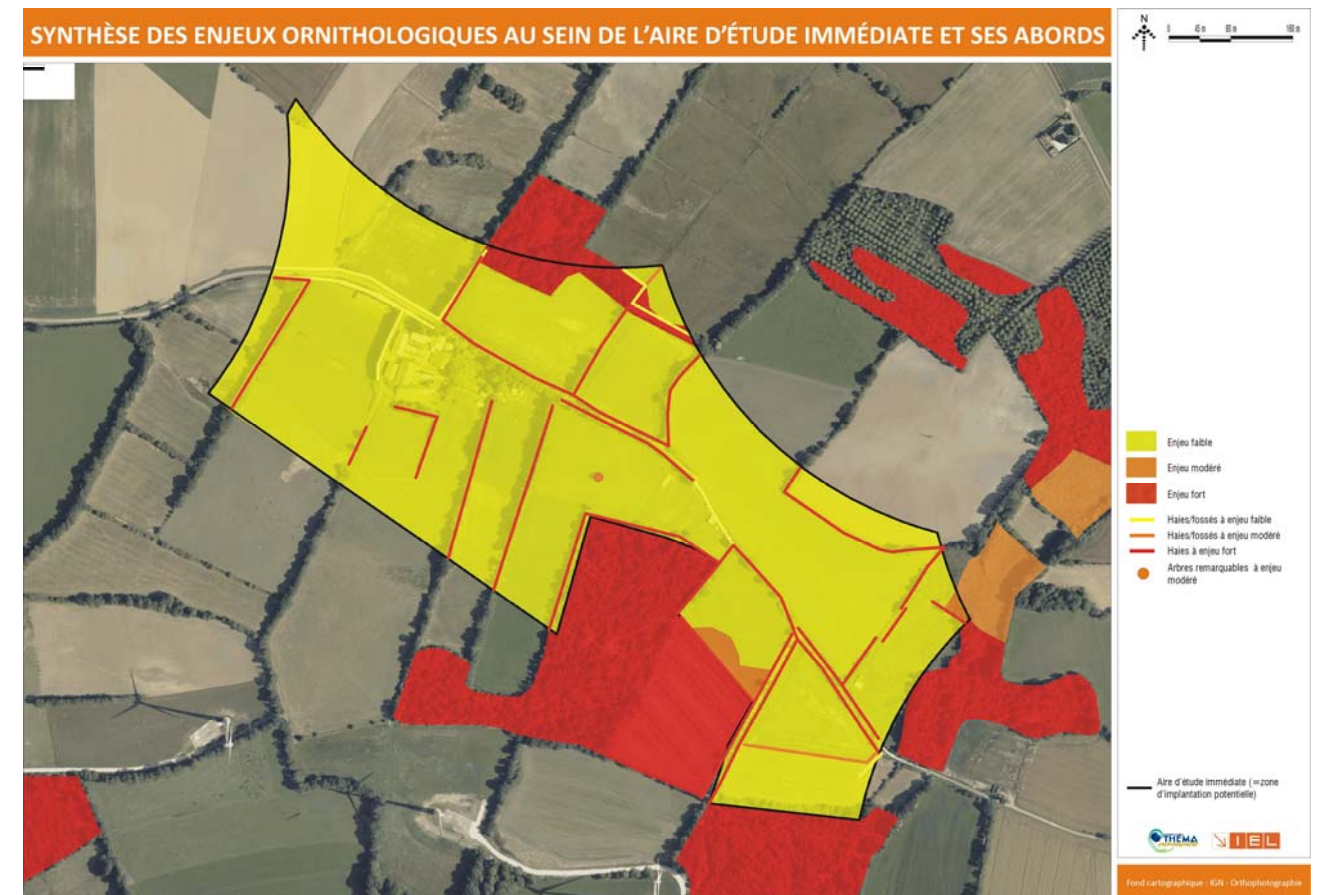 SYNTHÈSE DES ENJEUX ORNITHOLOGIQUES AU SEIN DE L'AIRE D'ÉTUDE IMMÉDIATE ET SES ABORDS
N
Enjeu faible
Enjeu modéré
Enjeu fort
Haies/fossés à enjeu faible
Haies/fossés à enjeu modéré
Haies à enjeu fort
Arbres remarquables à enjeu
modéré
Aire d'étude immédiate (=zone
d'implantation potentielle)
THEMA
IEL
Fond cartographique : IGN - Orthophotographie